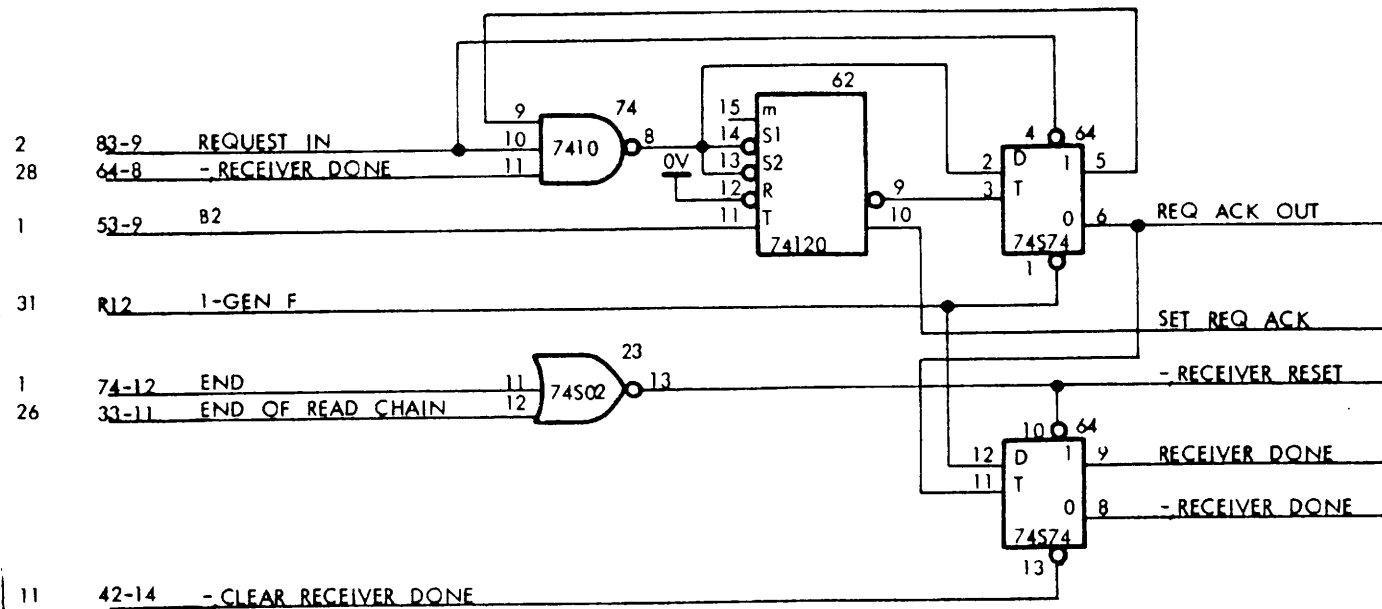 62
9 74 15 m 4 64
2 83-9 REQUEST IN 10 7410 8 14 S1 D 1 5
28 64-8 -,RECEIVER DONE 11 0V 13 S2 2
12 R 9 3 T
1 53-9 B2 11 T 10 0 6 REQ ACK OUT
74120 74S74
1
31 R12 1-GEN F
SET REQ ACK
23
1 74-12 END 11 74S02 13 -,RECEIVER RESET
26 33-11 END OF READ CHAIN 12
10 64
12 D 1 9 RECEIVER DONE
11 T
0 8 -,RECEIVER DONE
74S74
13
11 42-14 -,CLEAR RECEIVER DONE